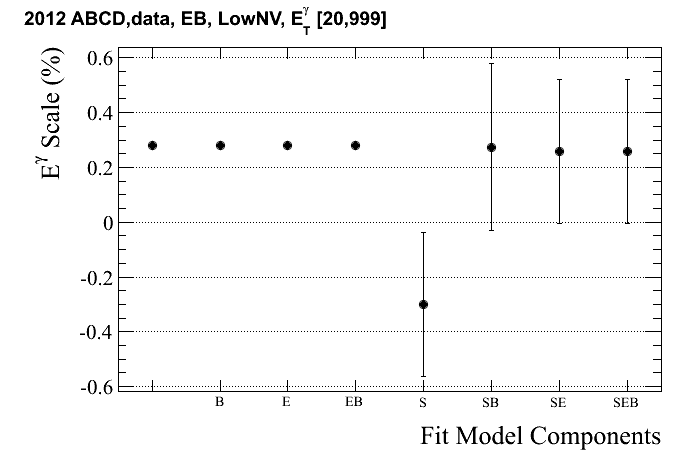 2012 ABCD,data, EB, LowNV, E_T^γ [20,999]
E^γ Scale (%)
0.6
0.4
0.2
0
-0.2
-0.4
-0.6
B E EB S SB SE SEB
Fit Model Components